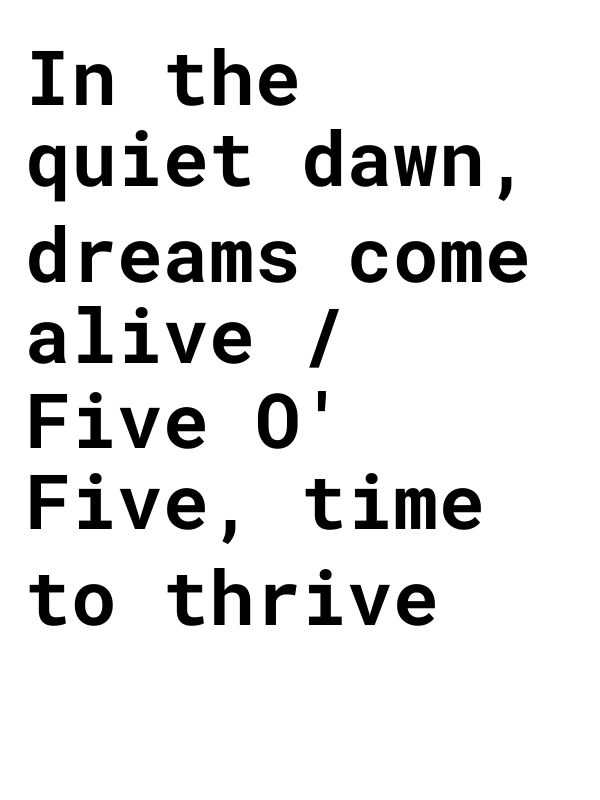 In the
quiet dawn,
dreams come
alive /
Five O'
Five, time
to thrive